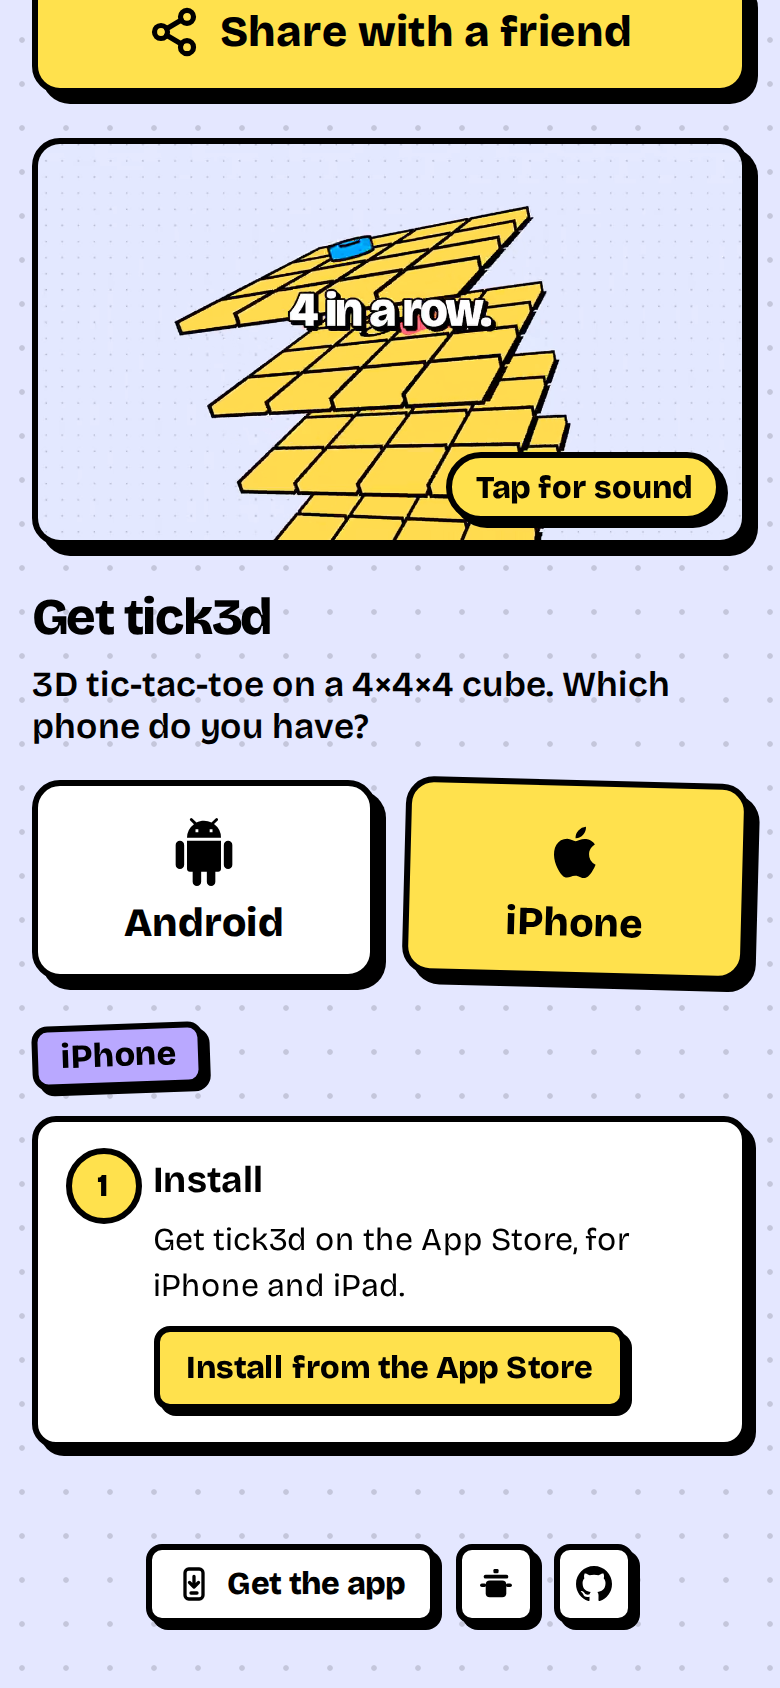 Share with a friend
4 in a row.
Tap for sound
Get tick3d
3D tic-tac-toe on a 4×4×4 cube. Which
phone do you have?
Android
iPhone
iPhone
1
Install
Get tick3d on the App Store, for
iPhone and iPad.
Install from the App Store
Get the app